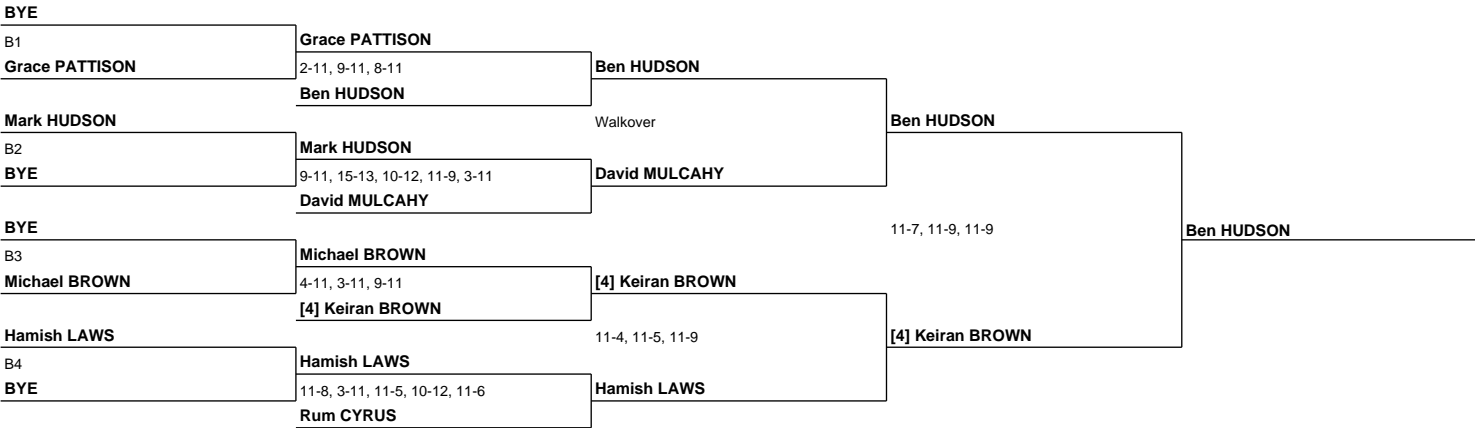 BYE
B1
Grace PATTISON
Grace PATTISON
2-11, 9-11, 8-11
Ben HUDSON
Ben HUDSON
Mark HUDSON
B2
BYE
Mark HUDSON
9-11, 15-13, 10-12, 11-9, 3-11
David MULCAHY
Walkover
David MULCAHY
Ben HUDSON
BYE
B3
Michael BROWN
Michael BROWN
4-11, 3-11, 9-11
[4] Keiran BROWN
[4] Keiran BROWN
Hamish LAWS
B4
BYE
Hamish LAWS
11-8, 3-11, 11-5, 10-12, 11-6
Rum CYRUS
11-4, 11-5, 11-9
Hamish LAWS
11-7, 11-9, 11-9
[4] Keiran BROWN
Ben HUDSON